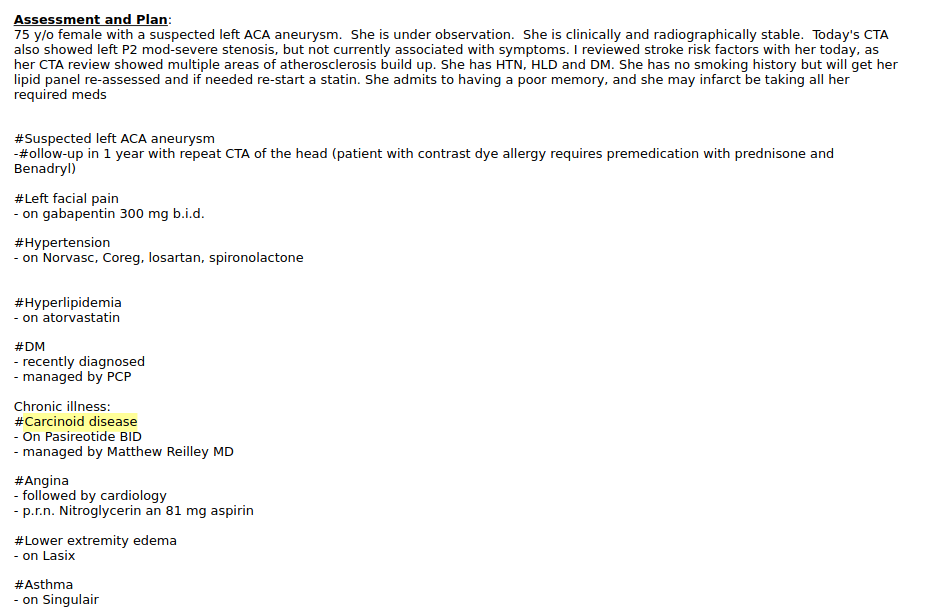 Assessment and Plan:
75 y/o female with a suspected left ACA aneurysm.  She is under observation.  She is clinically and radiographically stable.  Today's CTA
also showed left P2 mod-severe stenosis, but not currently associated with symptoms. I reviewed stroke risk factors with her today, as
her CTA review showed multiple areas of atherosclerosis build up. She has HTN, HLD and DM. She has no smoking history but will get her
lipid panel re-assessed and if needed re-start a statin. She admits to having a poor memory, and she may infarct be taking all her
required meds
#Suspected left ACA aneurysm
-#ollow-up in 1 year with repeat CTA of the head (patient with contrast dye allergy requires premedication with prednisone and
Benadryl)
#Left facial pain
- on gabapentin 300 mg b.i.d.
#Hypertension
- on Norvasc, Coreg, losartan, spironolactone
#Hyperlipidemia
- on atorvastatin
#DM
- recently diagnosed
- managed by PCP
Chronic illness:
#Carcinoid disease
- On Pasireotide BID
- managed by Matthew Reilley MD
#Angina
- followed by cardiology
- p.r.n. Nitroglycerin an 81 mg aspirin
#Lower extremity edema
- on Lasix
#Asthma
- on Singulair